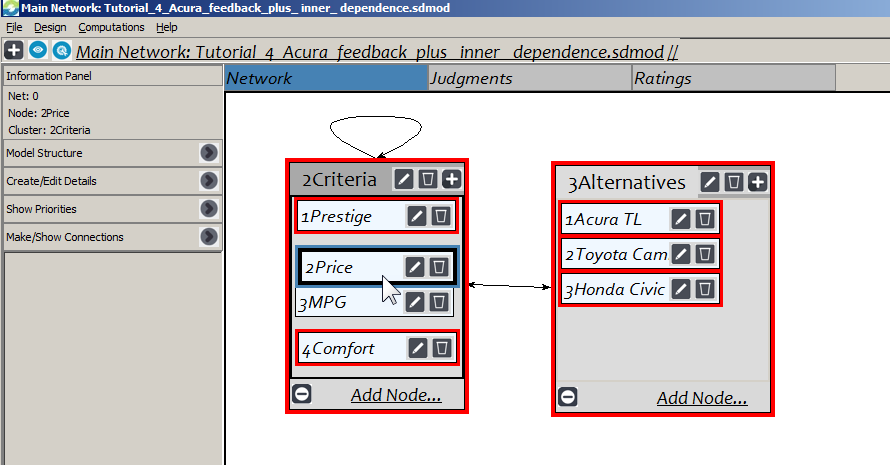 Main Network: Tutorial_4_Acura_feedback_plus_ inner_ dependence.sdmod
File Design Computations Help
Main Network: Tutorial_4_Acura_feedback_plus_ inner_ dependence.sdmod //
Information Panel
Net: 0
Node: 2Price
Cluster: 2Criteria
Model Structure
Create/Edit Details
Show Priorities
Make/Show Connections
Network Judgments Ratings
2Criteria
1Prestige
2Price
3MPG
4Comfort
Add Node...
3Alternatives
1Acura TL
2Toyota Cam
3Honda Civic
Add Node...